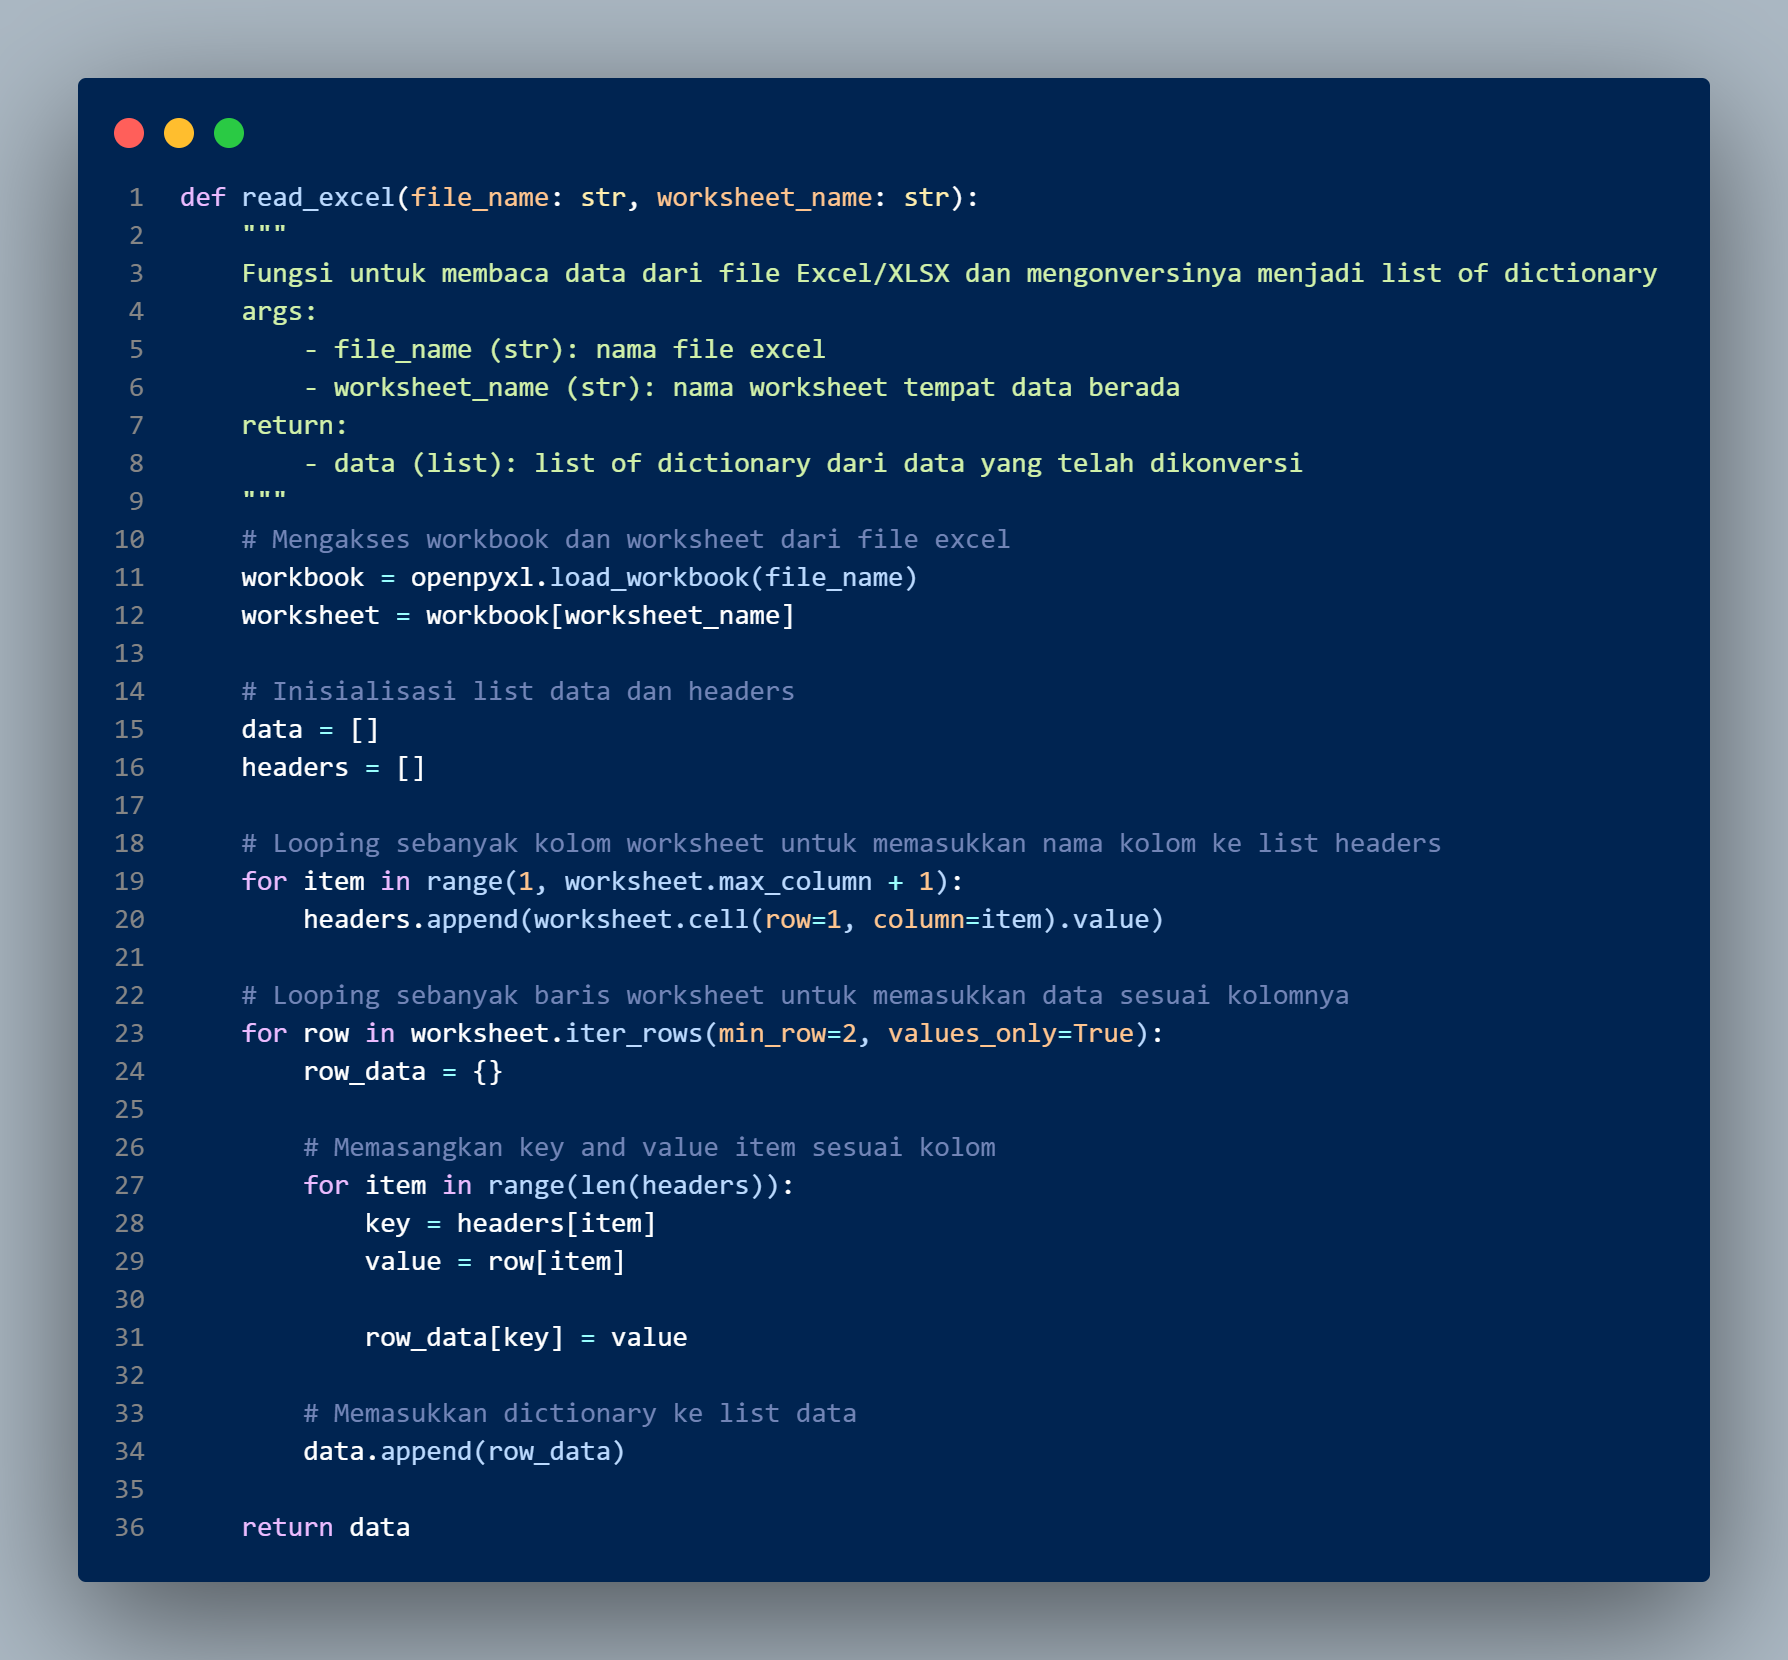 1 def read_excel(file_name: str, worksheet_name: str):
2     """
3     Fungsi untuk membaca data dari file Excel/XLSX dan mengonversinya menjadi list of dictionary
4     args:
5         - file_name (str): nama file excel
6         - worksheet_name (str): nama worksheet tempat data berada
7     return:
8         - data (list): list of dictionary dari data yang telah dikonversi
9     """
10     # Mengakses workbook dan worksheet dari file excel
11     workbook = openpyxl.load_workbook(file_name)
12     worksheet = workbook[worksheet_name]
13
14     # Inisialisasi list data dan headers
15     data = []
16     headers = []
17
18     # Looping sebanyak kolom worksheet untuk memasukkan nama kolom ke list headers
19     for item in range(1, worksheet.max_column + 1):
20         headers.append(worksheet.cell(row=1, column=item).value)
21
22     # Looping sebanyak baris worksheet untuk memasukkan data sesuai kolomnya
23     for row in worksheet.iter_rows(min_row=2, values_only=True):
24         row_data = {}
25
26         # Memasangkan key and value item sesuai kolom
27         for item in range(len(headers)):
28             key = headers[item]
29             value = row[item]
30
31             row_data[key] = value
32
33         # Memasukkan dictionary ke list data
34         data.append(row_data)
35
36     return data